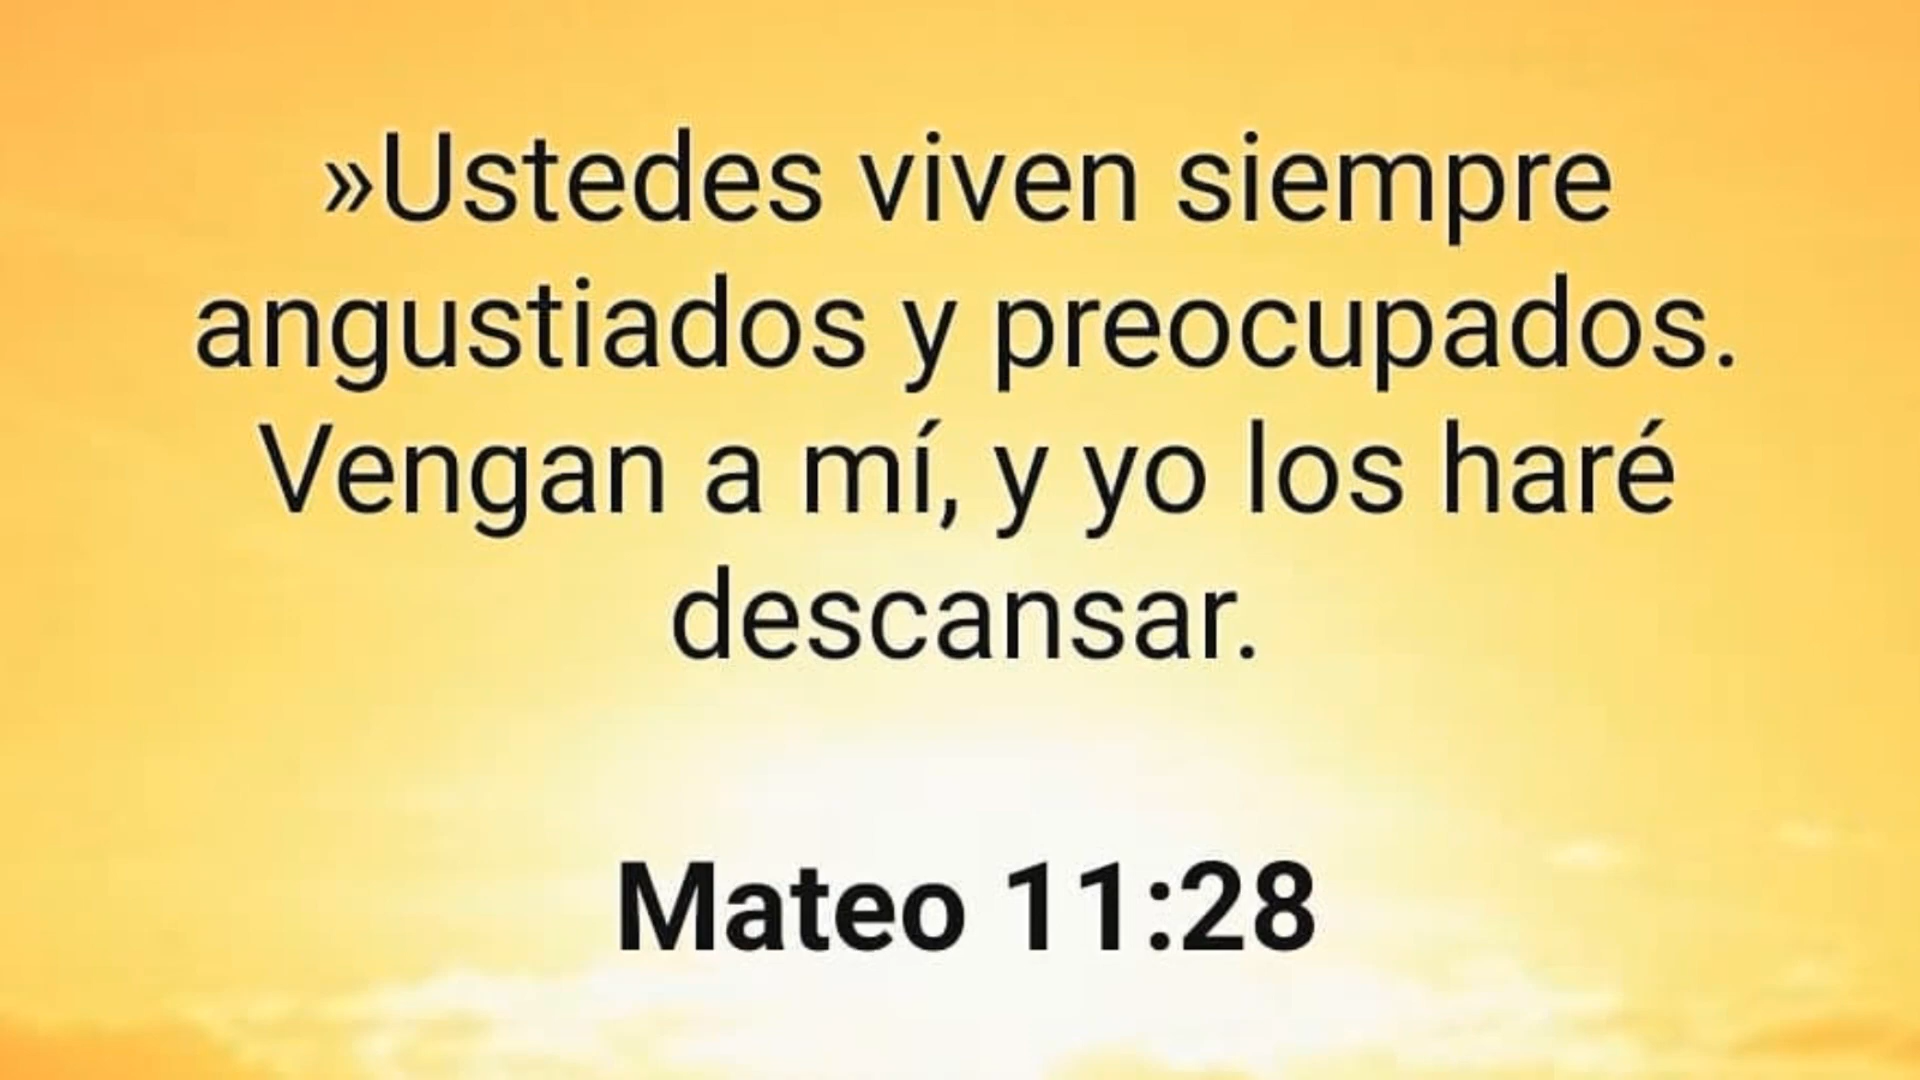 »Ustedes viven siempre
angustiados y preocupados.
Vengan a mí, y yo los haré
descansar.
Mateo 11:28